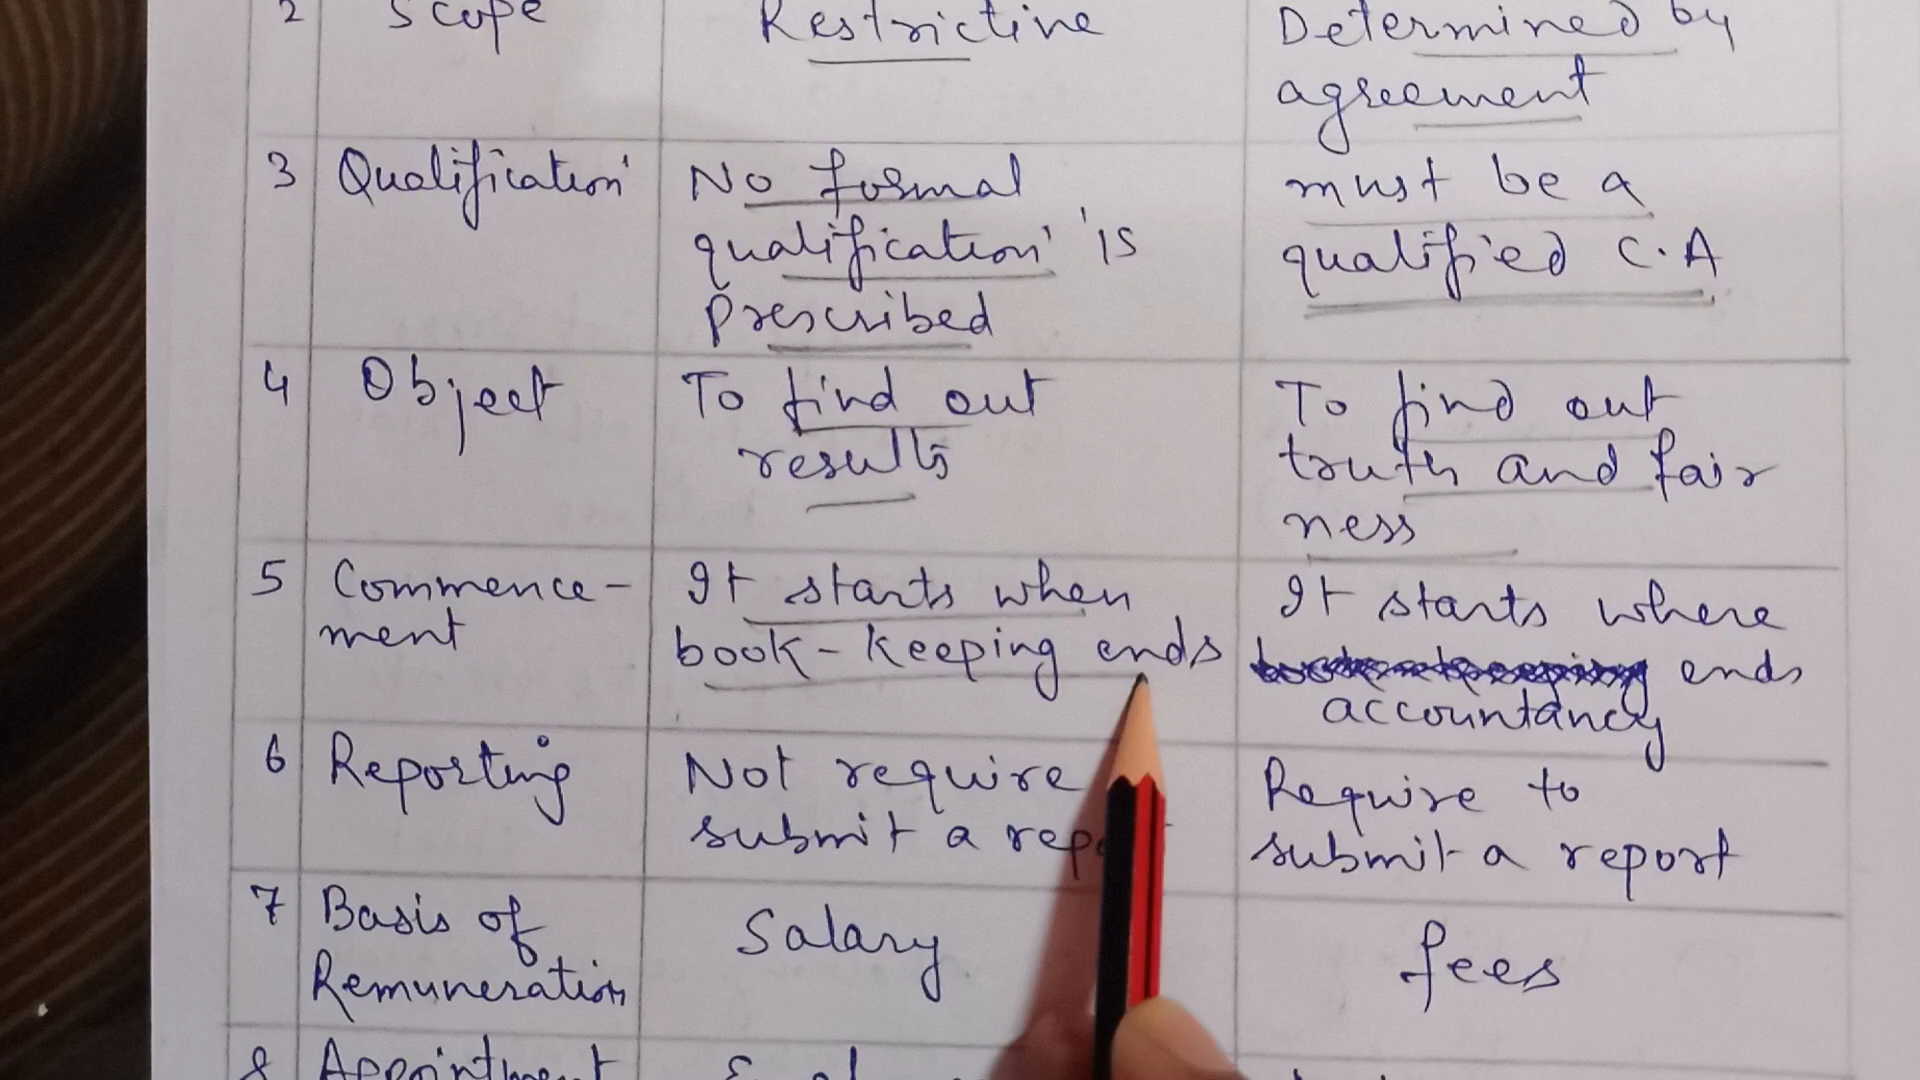 2 Scope Restrictive Determined by
agreement
3 Qualification No formal must be a
qualification is qualified C.A
Prescribed
4 Object To find out To find out
results truth and fair
ness
5 Commence- It starts when It starts where
ment book-keeping ends ends
accountancy
6 Reporting Not require Require to
submit a submit a report
7 Basis of Salary fees
Remuneration
8 Appointment